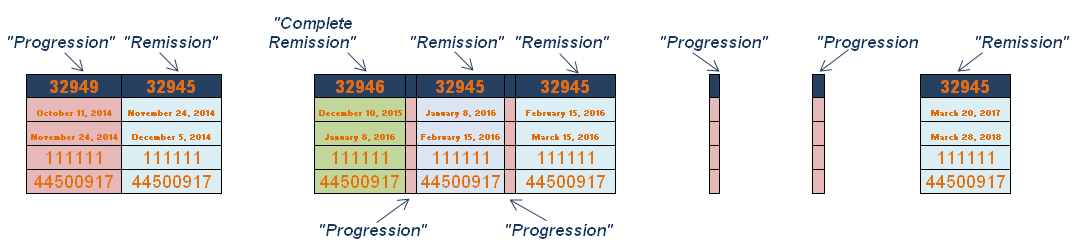 "Complete
Remission"
"Progression" "Remission" "Remission" "Remission" "Progression" "Progression "Remission"
32949 32945 32946 32945 32945 32945
October 11, 2014 November 24, 2014 December 10, 2015 January 8, 2016 February 15, 2016 March 20, 2017
November 24, 2014 December 5, 2014 January 8, 2016 February 15, 2016 March 15, 2016 March 28, 2018
111111 111111 111111 111111 111111 111111
44500917 44500917 44500917 44500917 44500917 44500917
"Progression" "Progression"